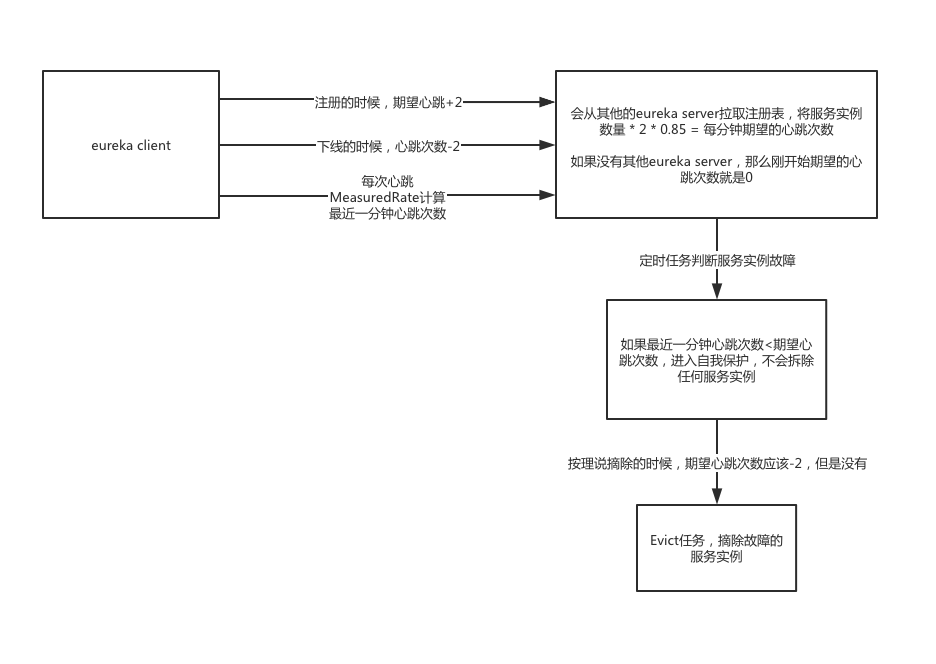 eureka client
注册的时候，期望心跳+2
下线的时候，心跳次数-2
每次心跳
MeasuredRate计算
最近一分钟心跳次数
会从其他的eureka server拉取注册表，将服务实例
数量 * 2 * 0.85 = 每分钟期望的心跳次数
如果没有其他eureka server，那么刚开始期望的心
跳次数就是0
定时任务判断服务实例故障
如果最近一分钟心跳次数<期望心
跳次数，进入自我保护，不会拆除
任何服务实例
按理说摘除的时候，期望心跳次数应该-2，但是没有
Evict任务，摘除故障的
服务实例